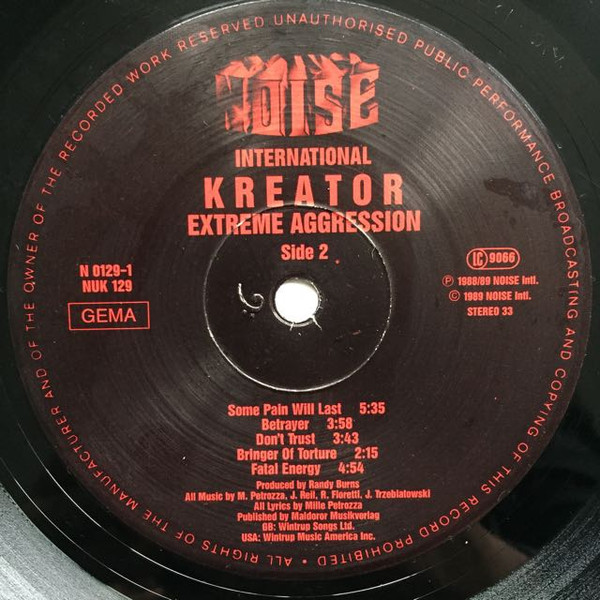 NOISE
INTERNATIONAL
KREATOR
EXTREME AGGRESSION
Side 2
N 0129-1
NUK 129
GEMA
LC 9066
Ⓟ 1988/89 NOISE Intl.
© 1989 NOISE Intl.
STEREO 33
Some Pain Will Last 5:35
Betrayer 3:58
Don't Trust 3:43
Bringer Of Torture 2:15
Fatal Energy 4:54
Produced by Randy Burns
All Music by M. Petrozza, J. Reil, R. Fioretti, J. Trzebiatowski
All Lyrics by Mille Petrozza
Published by Maldoror Musikverlag
GB: Wintrup Songs Ltd.
USA: Wintrup Music America Inc.
• ALL RIGHTS OF THE MANUFACTURER AND OF THE OWNER OF THE RECORDED WORK RESERVED UNAUTHORISED PUBLIC PERFORMANCE BROADCASTING AND COPYING OF THIS RECORD PROHIBITED